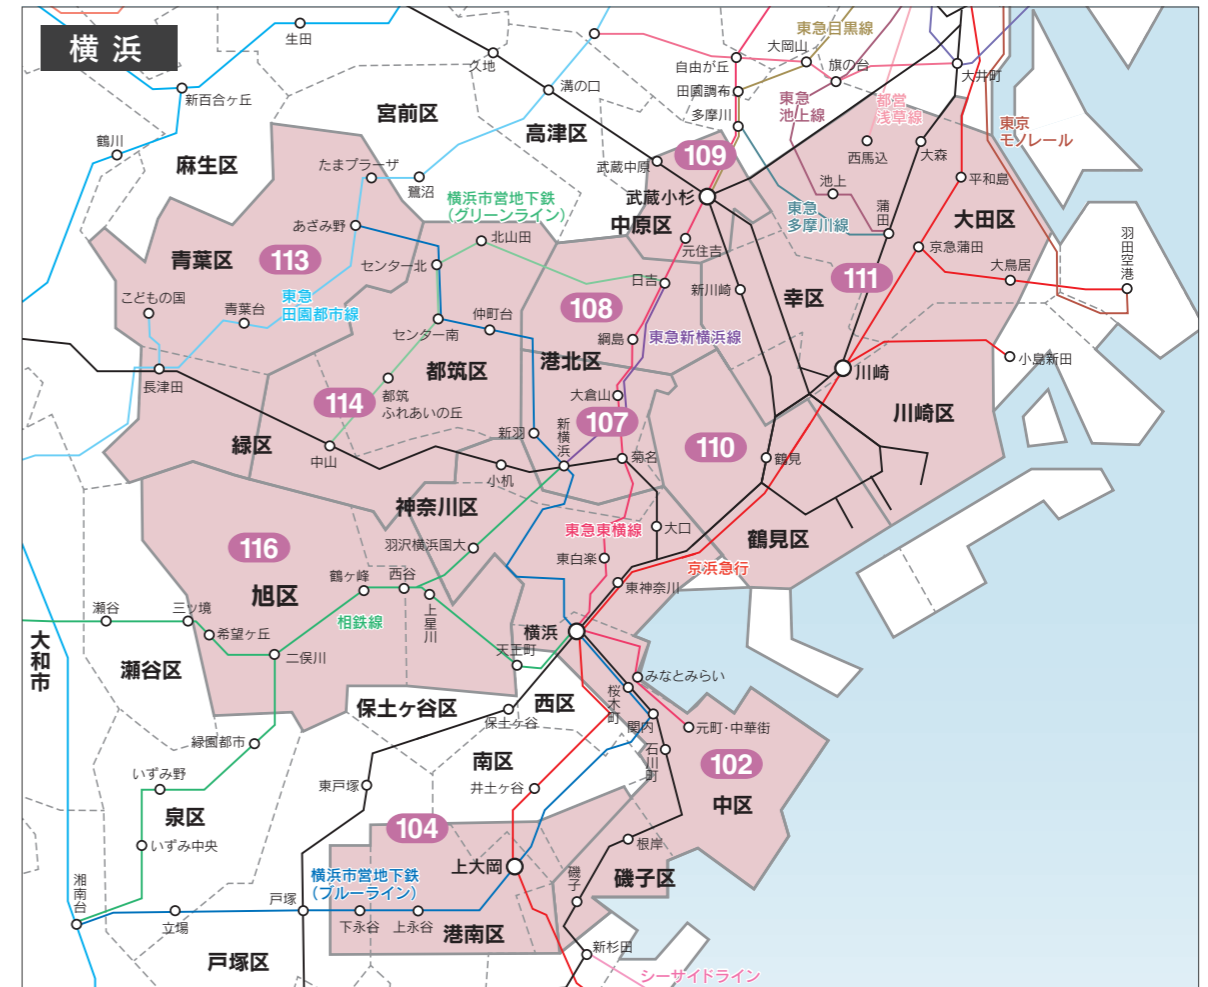 横浜
生田
久地
東急目黒線
大岡山
自由が丘
旗の台
大井町
新百合ヶ丘
溝の口
田園調布
東急
池上線
都営
浅草線
宮前区
高津区
多摩川
東京
モノレール
鶴川
麻生区
たまプラーザ
鷺沼
武蔵中原
109
西馬込
大森
池上
平和島
横浜市営地下鉄
(グリーンライン)
武蔵小杉
中原区
東急
多摩川線
蒲田
大田区
あざみ野
北山田
元住吉
京急蒲田
羽田空港
青葉区
113
センター北
日吉
新川崎
111
大鳥居
こどもの国
青葉台
東急
田園都市線
仲町台
108
幸区
センター南
綱島
東急新横浜線
長津田
都筑区
港北区
川崎
小島新田
114
都筑
ふれあいの丘
大倉山
川崎区
107
緑区
中山
新羽
新横浜
菊名
110
鶴見
小机
神奈川区
東急東横線
大口
鶴見区
116
羽沢横浜国大
東白楽
京浜急行
旭区
鶴ヶ峰
西谷
東神奈川
瀬谷
三ッ境
希望ヶ丘
相鉄線
上星川
横浜
大和市
二俣川
天王町
瀬谷区
みなとみらい
保土ヶ谷区
保土ヶ谷
西区
桜木町
関内
元町・中華街
緑園都市
石川町
102
南区
いずみ野
東戸塚
井土ヶ谷
中区
泉区
104
いずみ中央
根岸
上大岡
湘南台
横浜市営地下鉄
(ブルーライン)
磯子
磯子区
戸塚
立場
下永谷
上永谷
港南区
新杉田
戸塚区
シーサイドライン